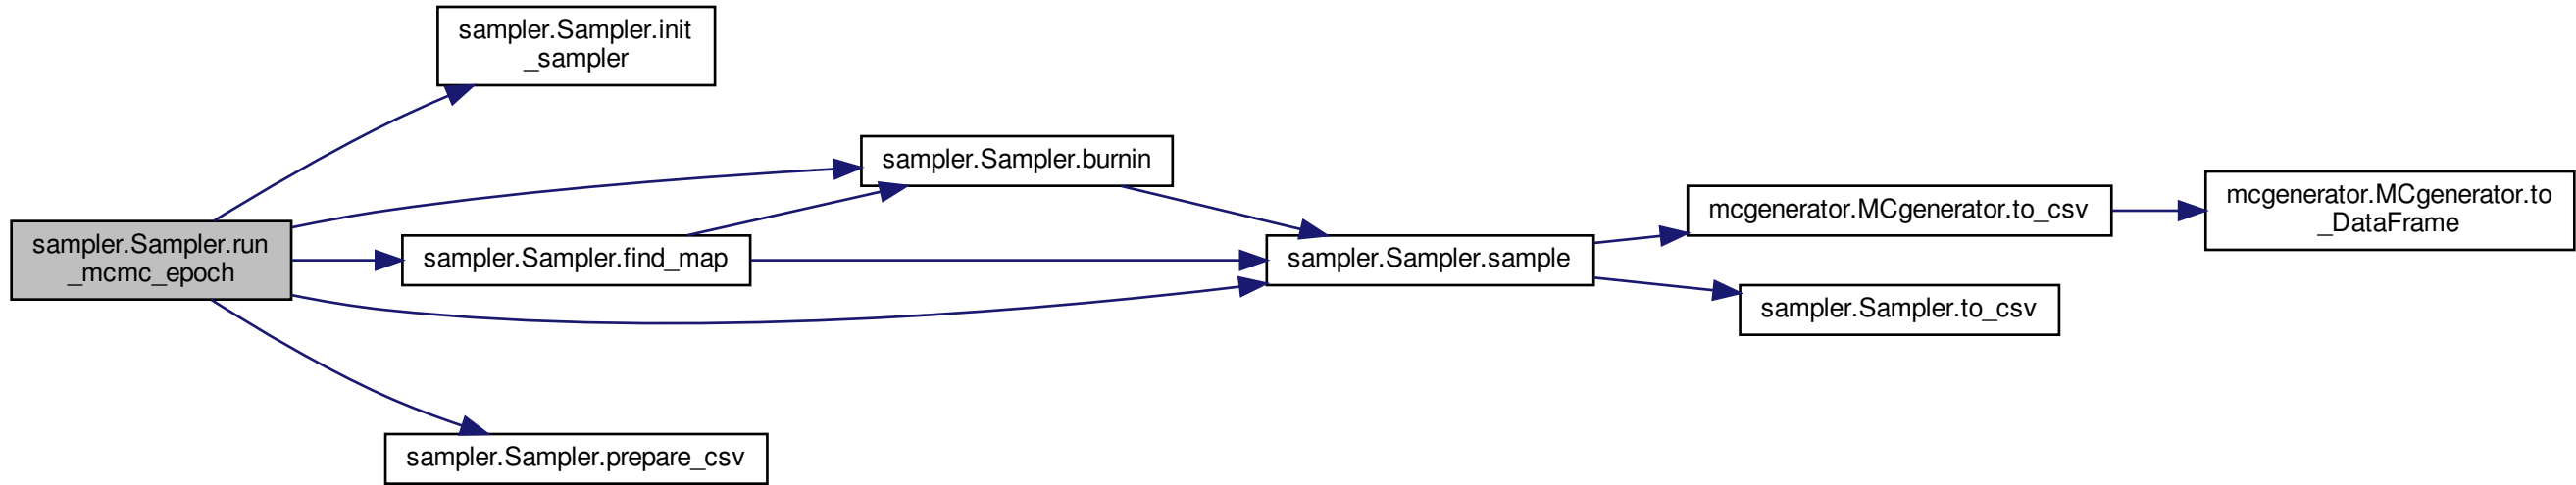 sampler.Sampler.init
_sampler
sampler.Sampler.burnin
mcgenerator.MCgenerator.to_csv
mcgenerator.MCgenerator.to
_DataFrame
sampler.Sampler.run
_mcmc_epoch
sampler.Sampler.find_map
sampler.Sampler.sample
sampler.Sampler.to_csv
sampler.Sampler.prepare_csv